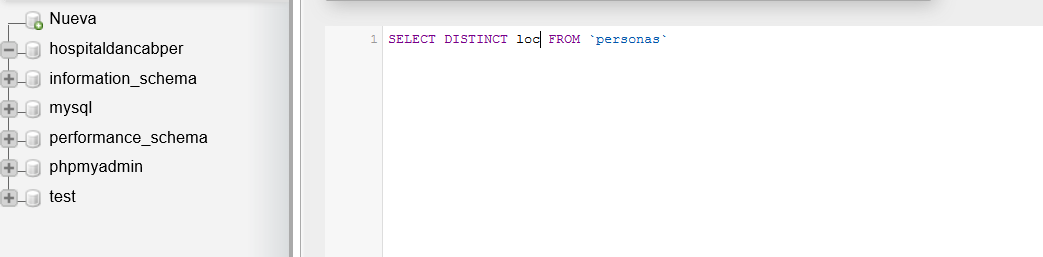 Nueva
hospitaldancabper
information_schema
mysql
performance_schema
phpmyadmin
test
1 SELECT DISTINCT loc FROM `personas`